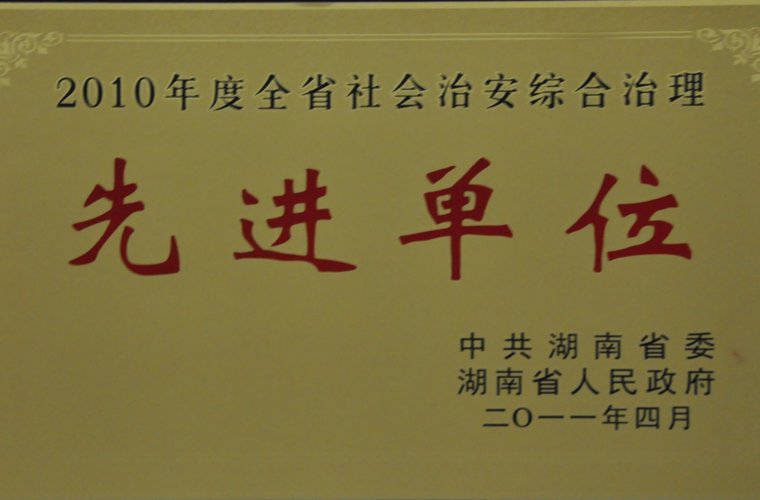 2010年度全省社会治安综合治理
先进单位
中共湖南省委
湖南省人民政府
二O一一年四月